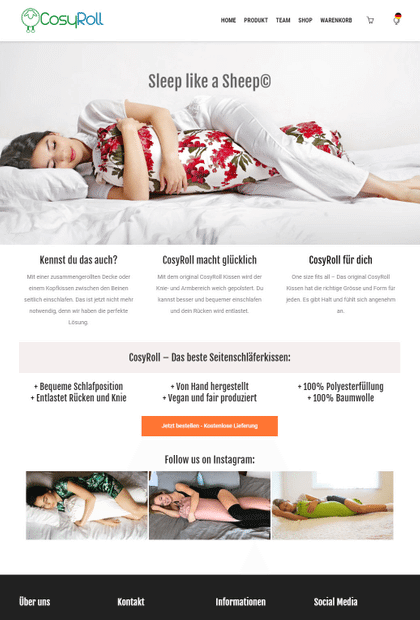 CosyRoll
HOME PRODUKT TEAM SHOP WARENKORB
Sleep like a Sheep©
Kennst du das auch?
Mit einer zusammengerollten Decke oder
einem Kopfkissen zwischen den Beinen
seitlich einschlafen. Das ist jetzt nicht mehr
notwendig, denn wir haben die perfekte
Lösung.
CosyRoll macht glücklich
Mit dem original CosyRoll Kissen wird der
Knie- und Armbereich weich gepolstert. Du
kannst besser und bequemer einschlafen
und dein Rücken wird entlastet.
CosyRoll für dich
One size fits all – Das original CosyRoll
Kissen hat die richtige Grösse und Form für
jeden. Es gibt Halt und fühlt sich angenehm
an.
CosyRoll – Das beste Seitenschläferkissen:
+ Bequeme Schlafposition
+ Entlastet Rücken und Knie
+ Von Hand hergestellt
+ Vegan und fair produziert
+ 100% Polyesterfüllung
+ 100% Baumwolle
Jetzt bestellen - Kostenlose Lieferung
Follow us on Instagram:
Über uns
Kontakt
Informationen
Social Media